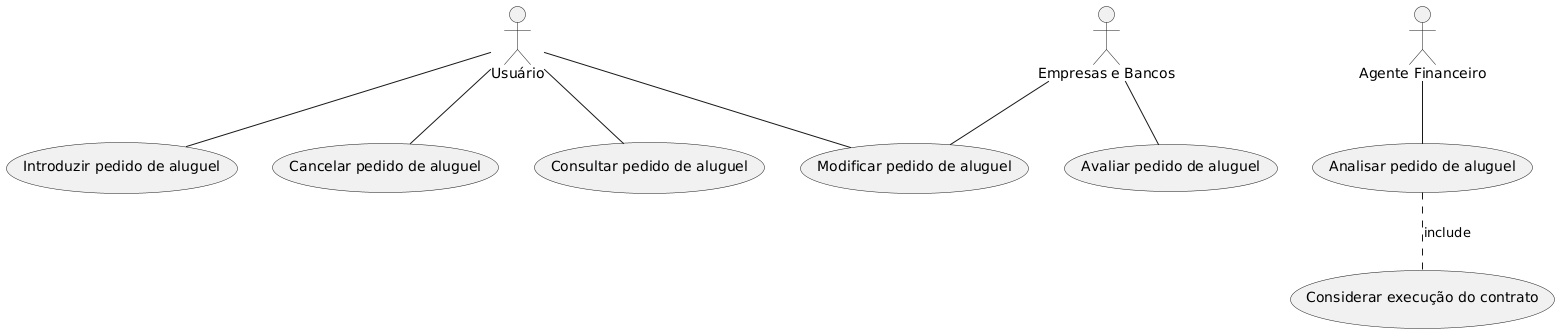 Usuário
Empresas e Bancos
Agente Financeiro
Introduzir pedido de aluguel
Cancelar pedido de aluguel
Consultar pedido de aluguel
Modificar pedido de aluguel
Avaliar pedido de aluguel
Analisar pedido de aluguel
include
Considerar execução do contrato